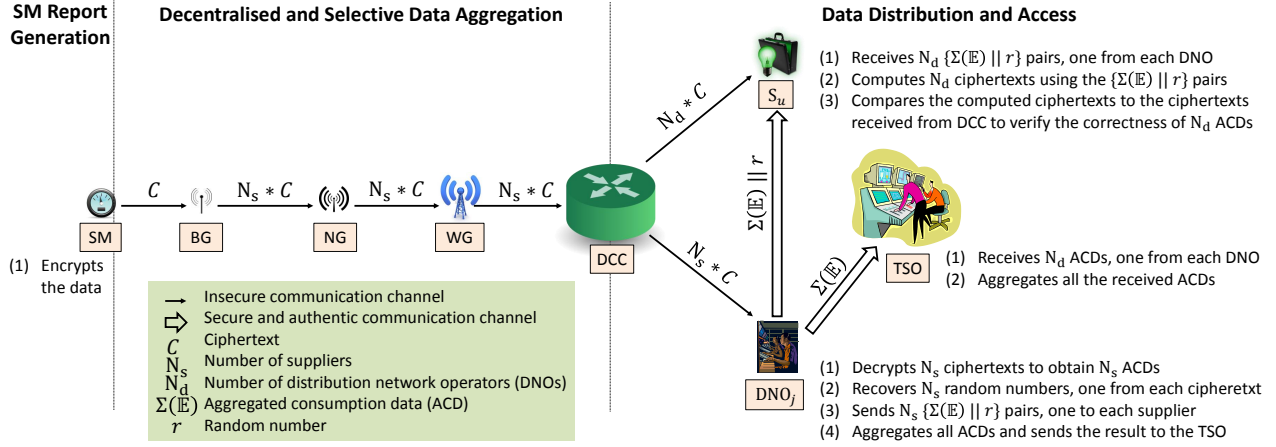 SM Report
Generation
Decentralised and Selective Data Aggregation
Data Distribution and Access
(1) Receives N_d {Σ(𝔼) || r} pairs, one from each DNO
(2) Computes N_d ciphertexts using the {Σ(𝔼) || r} pairs
(3) Compares the computed ciphertexts to the ciphertexts
received from DCC to verify the correctness of N_d ACDs
S_u
N_d * C
Σ(𝔼) || r
C
N_s * C
N_s * C
N_s * C
SM
BG
NG
WG
DCC
(1) Encrypts
the data
N_s * C
Σ(𝔼)
TSO
(1) Receives N_d ACDs, one from each DNO
(2) Aggregates all the received ACDs
Insecure communication channel
Secure and authentic communication channel
C Ciphertext
N_s Number of suppliers
N_d Number of distribution network operators (DNOs)
Σ(𝔼) Aggregated consumption data (ACD)
r Random number
DNO_j
(1) Decrypts N_s ciphertexts to obtain N_s ACDs
(2) Recovers N_s random numbers, one from each cipheretxt
(3) Sends N_s {Σ(𝔼) || r} pairs, one to each supplier
(4) Aggregates all ACDs and sends the result to the TSO